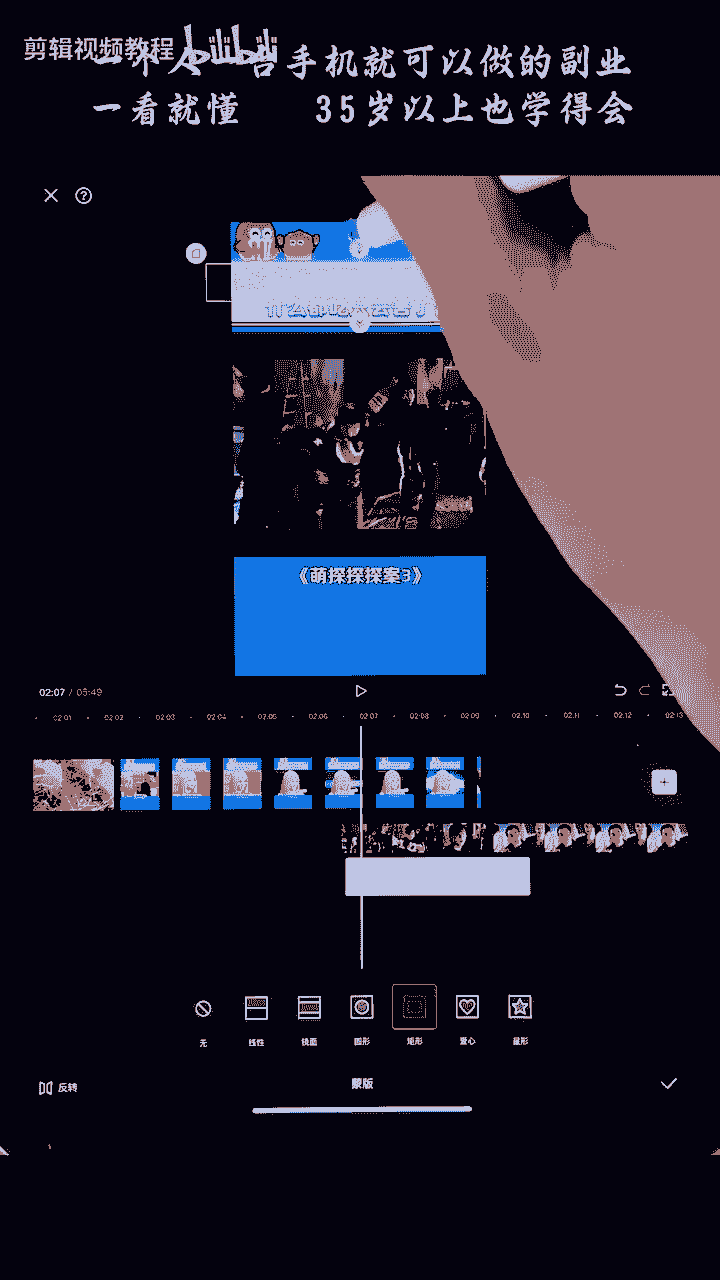 剪辑视频教程
一个人 一台手机就可以做的副业
一看就懂 35岁以上也学得会
《萌探探探案3》
02:07 / 05:49
02:01 02:02 02:03 02:04 02:05 02:06 02:07 02:08 02:09 02:10 02:11 02:12 02:13
无 线性 镜面 圆形 矩形 爱心 星形
反转 蒙版